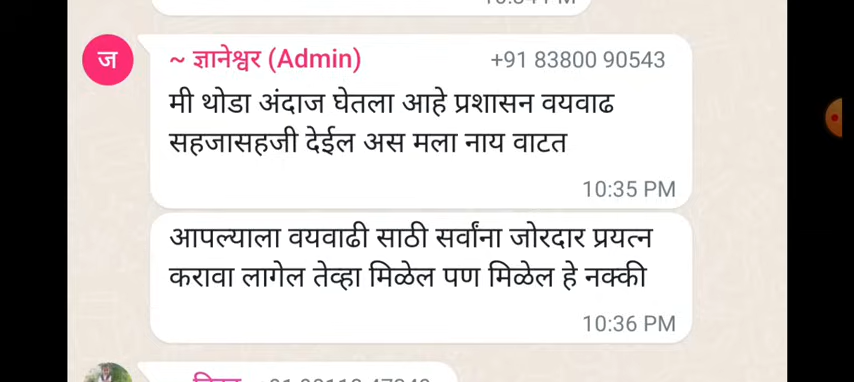 ज
~ ज्ञानेश्वर (Admin) +91 83800 90543
मी थोडा अंदाज घेतला आहे प्रशासन वयवाढ
सहजासहजी देईल अस मला नाय वाटत
10:35 PM
आपल्याला वयवाढी साठी सर्वांना जोरदार प्रयत्न
करावा लागेल तेव्हा मिळेल पण मिळेल हे नक्की
10:36 PM